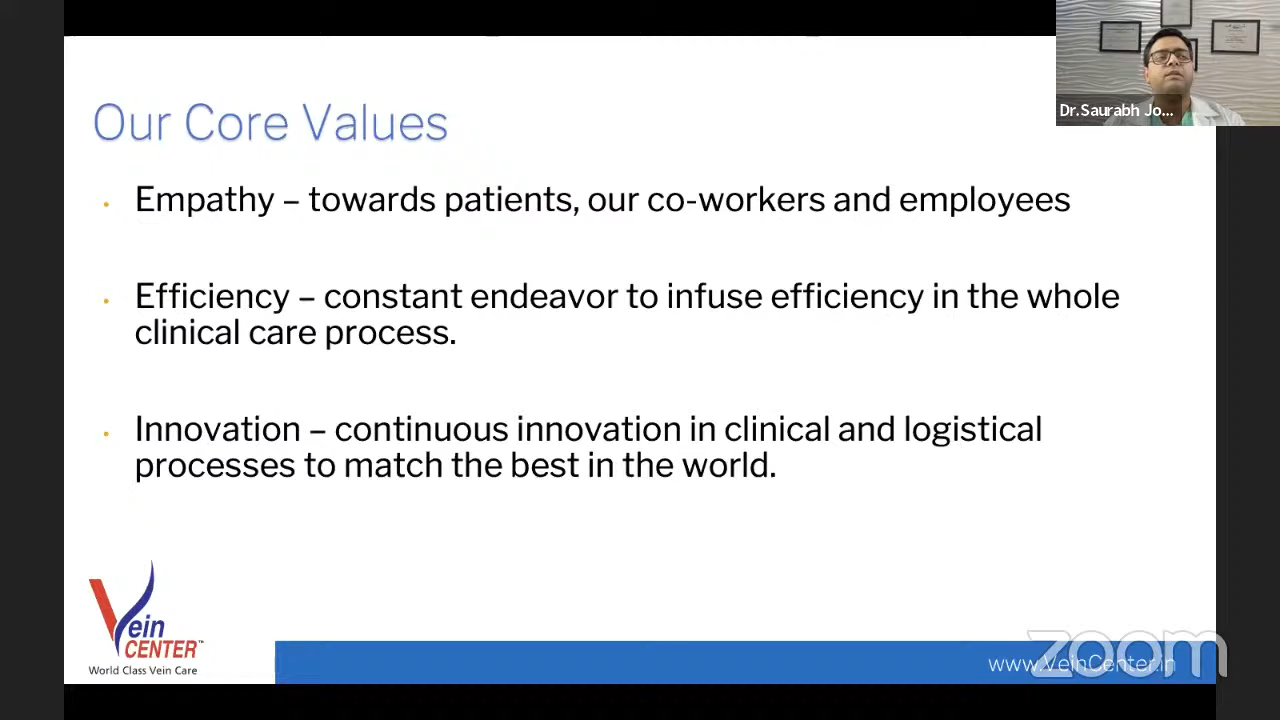 Our Core Values
Dr.Saurabh Jo...
• Empathy – towards patients, our co-workers and employees
• Efficiency – constant endeavor to infuse efficiency in the whole
clinical care process.
• Innovation – continuous innovation in clinical and logistical
processes to match the best in the world.
Vein
CENTER™
World Class Vein Care
www.VeinCenter.in
zoom